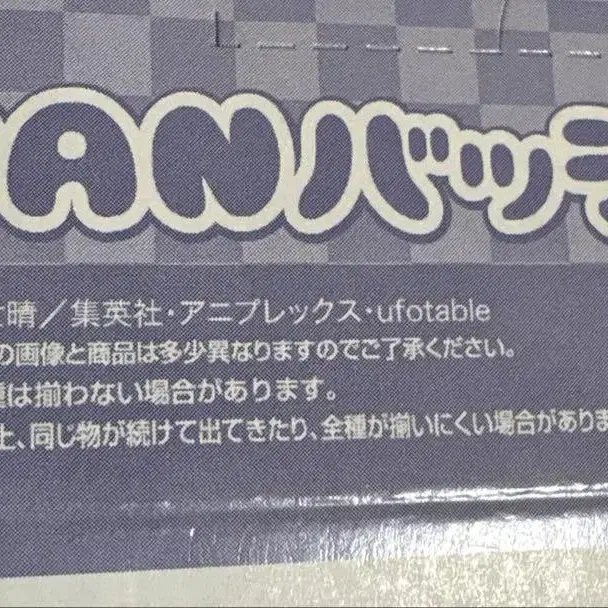 ANバッ
晴／集英社・アニプレックス・ufotable
の画像と商品は多少異なりますのでご了承ください。
種は揃わない場合があります。
上、同じ物が続けて出てきたり、全種が揃いにくい場合がありま